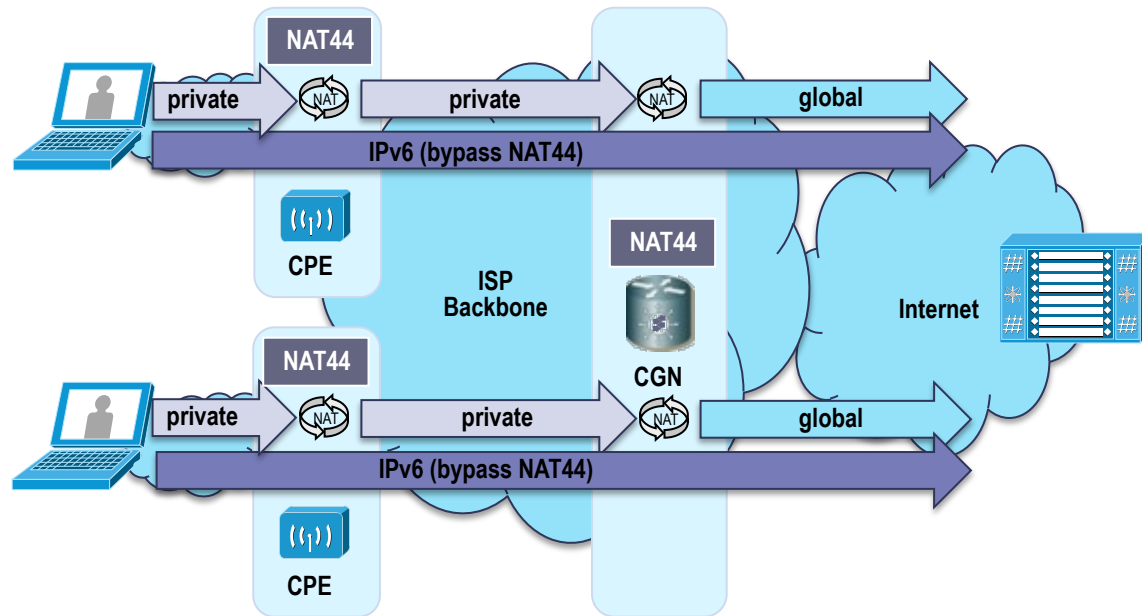 NAT44
private
NAT
private
NAT
global
IPv6 (bypass NAT44)
CPE
NAT44
ISP
Backbone
CGN
Internet
NAT44
private
NAT
private
NAT
global
IPv6 (bypass NAT44)
CPE